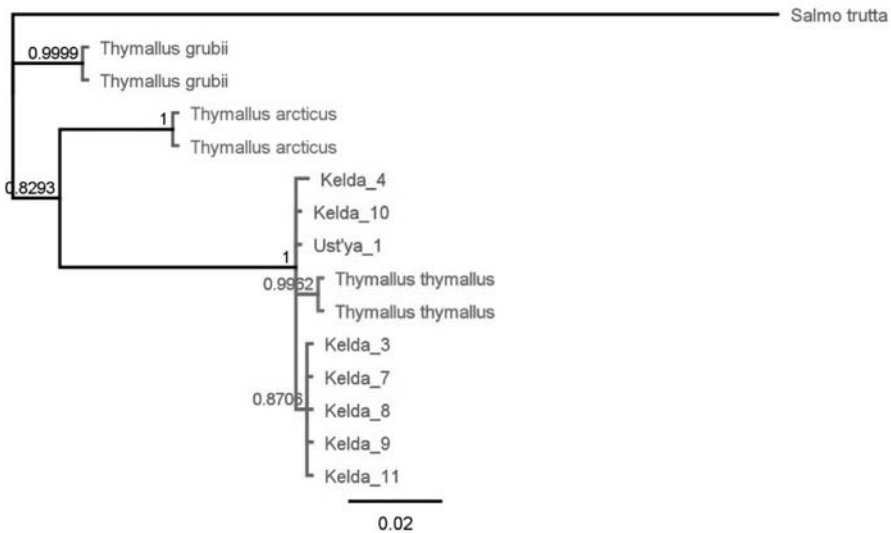 Salmo trutta
Thymallus grubii
0.9999
Thymallus grubii
Thymallus arcticus
1
Thymallus arcticus
Kelda_4
0.8293
Kelda_10
Ust'ya_1
1
Thymallus thymallus
0.9962
Thymallus thymallus
Kelda_3
Kelda_7
0.8706
Kelda_8
Kelda_9
Kelda_11
0.02